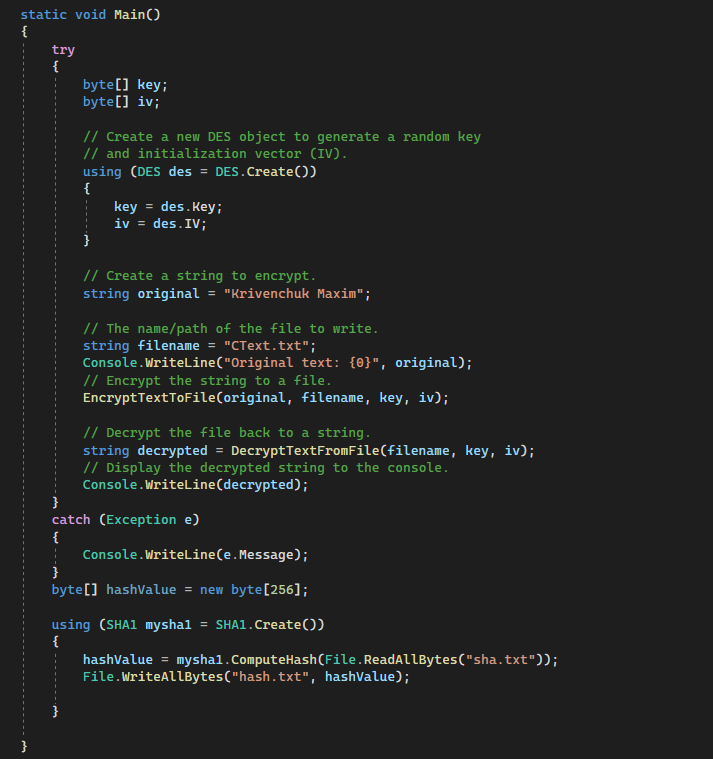 static void Main()
{
    try
    {
        byte[] key;
        byte[] iv;

        // Create a new DES object to generate a random key
        // and initialization vector (IV).
        using (DES des = DES.Create())
        {
            key = des.Key;
            iv = des.IV;
        }

        // Create a string to encrypt.
        string original = "Krivenchuk Maxim";

        // The name/path of the file to write.
        string filename = "CText.txt";
        Console.WriteLine("Original text: {0}", original);
        // Encrypt the string to a file.
        EncryptTextToFile(original, filename, key, iv);

        // Decrypt the file back to a string.
        string decrypted = DecryptTextFromFile(filename, key, iv);
        // Display the decrypted string to the console.
        Console.WriteLine(decrypted);
    }
    catch (Exception e)
    {
        Console.WriteLine(e.Message);
    }
    byte[] hashValue = new byte[256];

    using (SHA1 mysha1 = SHA1.Create())
    {
        hashValue = mysha1.ComputeHash(File.ReadAllBytes("sha.txt"));
        File.WriteAllBytes("hash.txt", hashValue);

    }

}